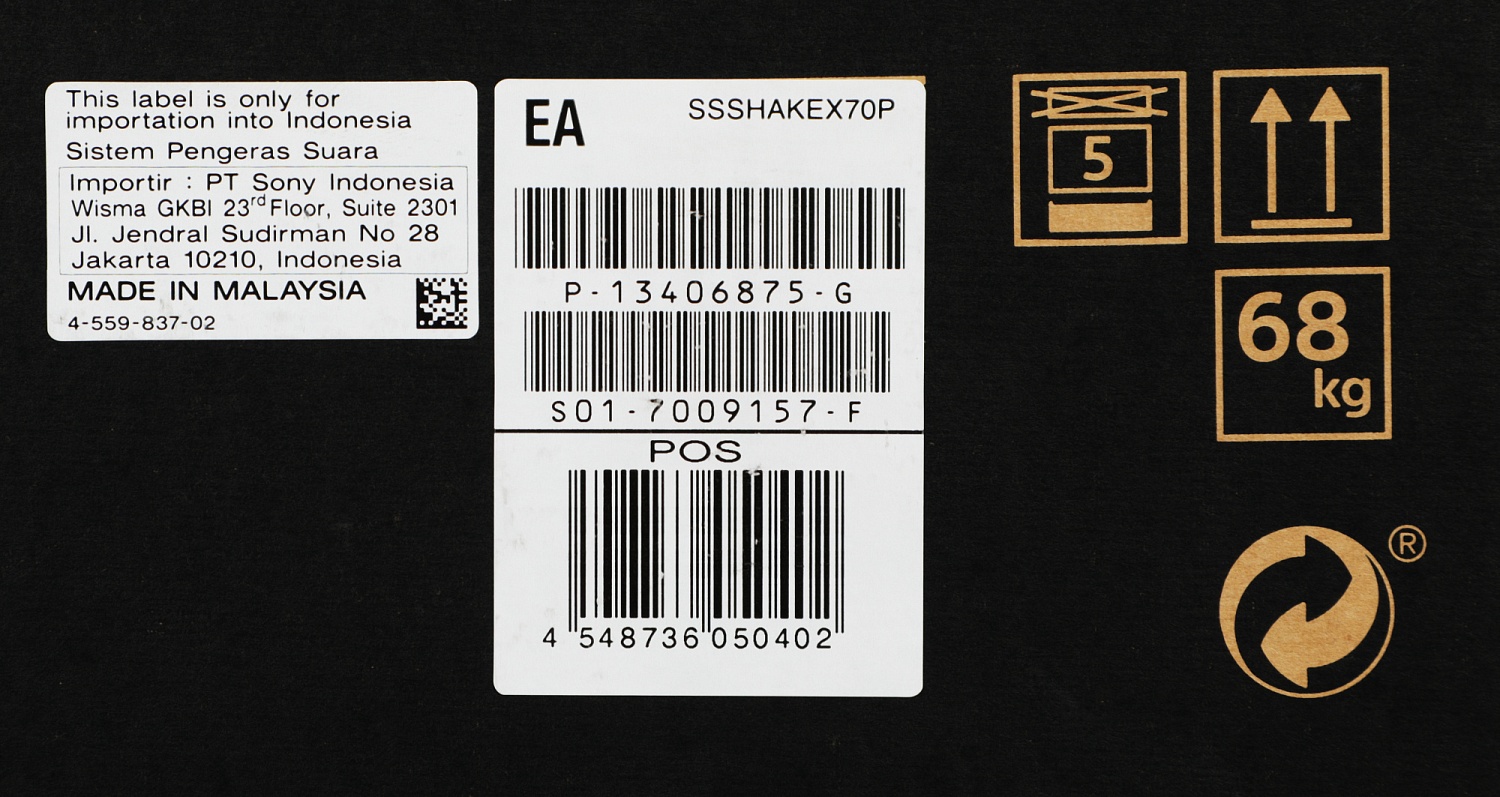 This label is only for
importation into Indonesia
Sistem Pengeras Suara
Importir : PT Sony Indonesia
Wisma GKBI 23rd Floor, Suite 2301
Jl. Jendral Sudirman No 28
Jakarta 10210, Indonesia
MADE IN MALAYSIA
4-559-837-02
EA
SSSHAKEX70P
P-13406875-G
S01-7009157-F
POS
4 548736 050402
5
68
kg
®